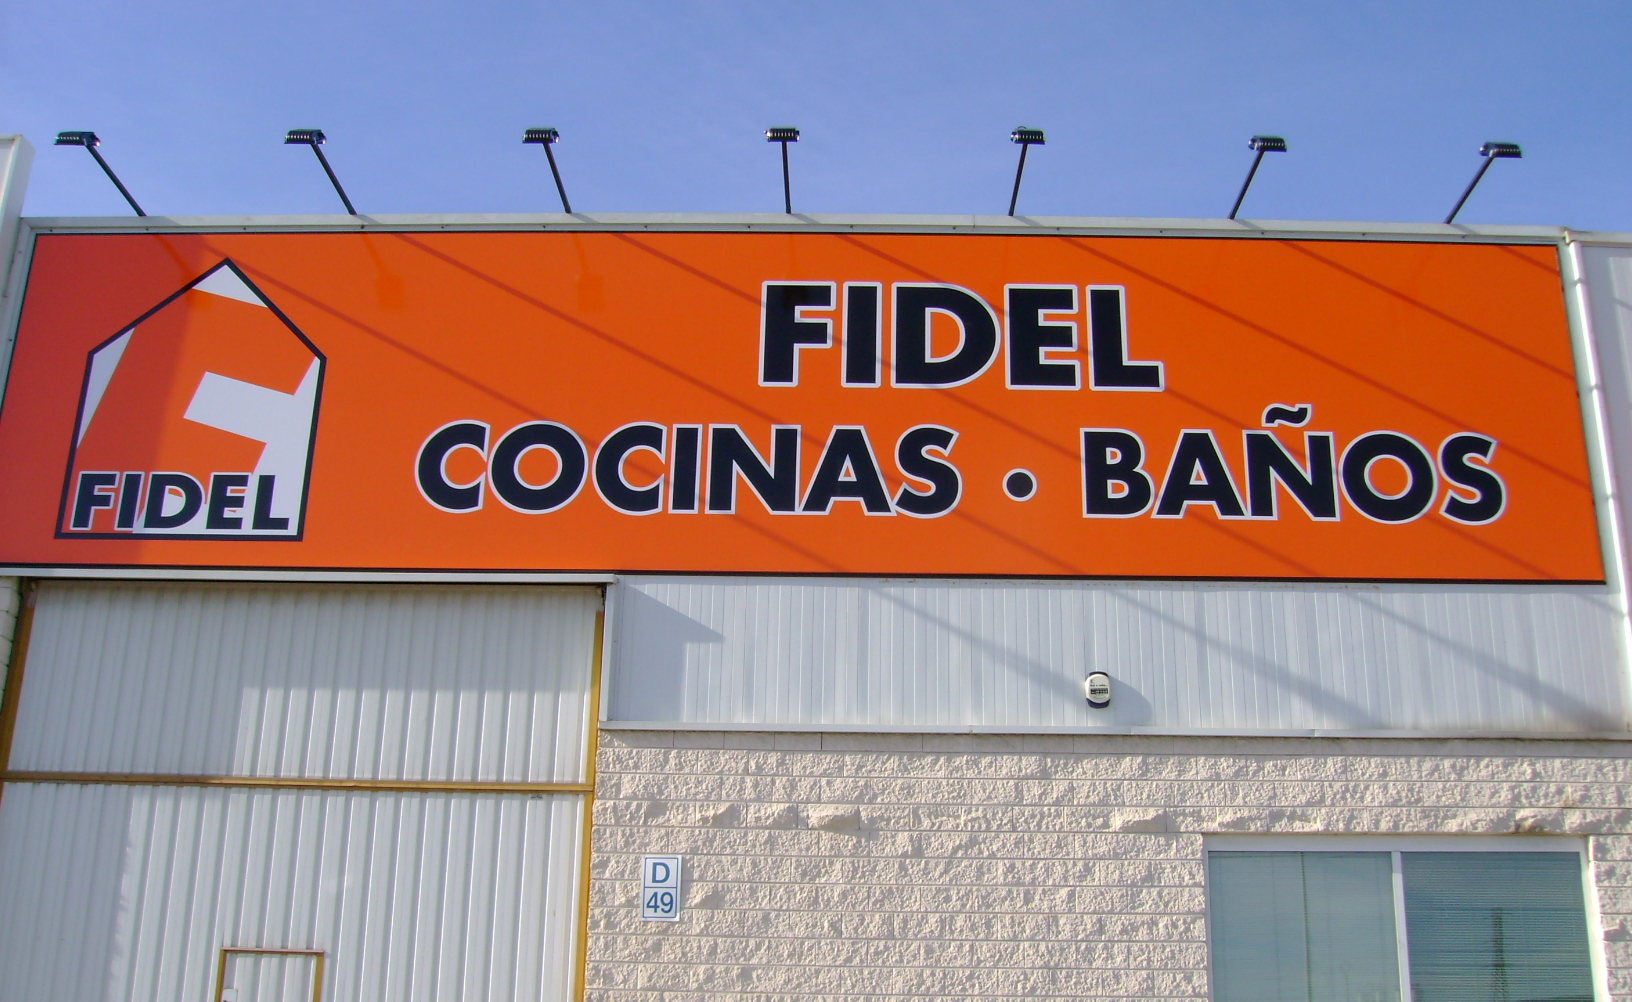 FIDEL
FIDEL
COCINAS · BAÑOS
D
49